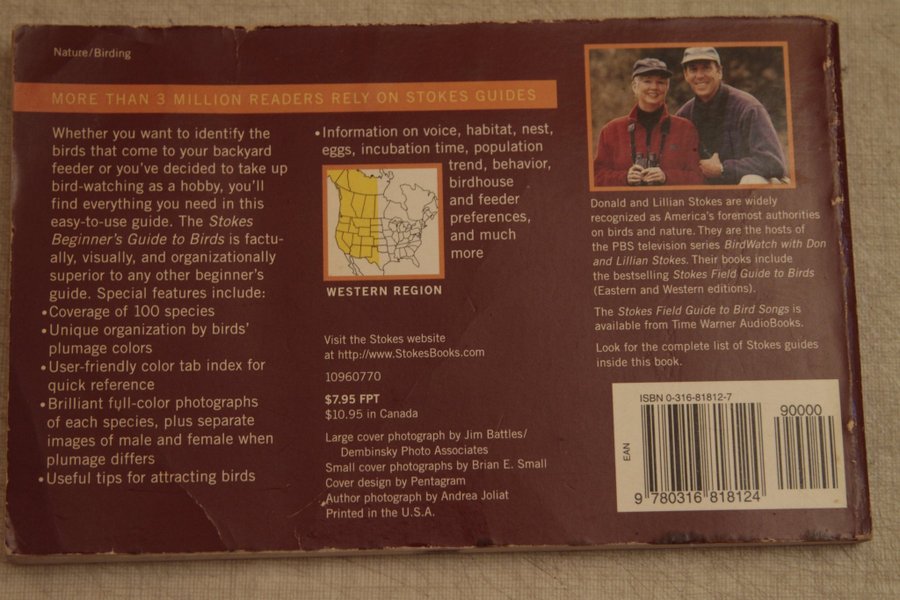 Nature/Birding
MORE THAN 3 MILLION READERS RELY ON STOKES GUIDES
Whether you want to identify the
birds that come to your backyard
feeder or you've decided to take up
bird-watching as a hobby, you'll
find everything you need in this
easy-to-use guide. The Stokes
Beginner's Guide to Birds is factu-
ally, visually, and organizationally
superior to any other beginner's
guide. Special features include:
• Coverage of 100 species
• Unique organization by birds'
plumage colors
• User-friendly color tab index for
quick reference
• Brilliant full-color photographs
of each species, plus separate
images of male and female when
plumage differs
• Useful tips for attracting birds
• Information on voice, habitat, nest,
eggs, incubation time, population
trend, behavior,
birdhouse
and feeder
preferences,
and much
more
WESTERN REGION
Visit the Stokes website
at http://www.StokesBooks.com
10960770
$7.95 FPT
$10.95 in Canada
Large cover photograph by Jim Battles/
Dembinsky Photo Associates
Small cover photographs by Brian E. Small
Cover design by Pentagram
Author photograph by Andrea Joliat
Printed in the U.S.A.
Donald and Lillian Stokes are widely
recognized as America's foremost authorities
on birds and nature. They are the hosts of
the PBS television series BirdWatch with Don
and Lillian Stokes. Their books include
the bestselling Stokes Field Guide to Birds
(Eastern and Western editions).
The Stokes Field Guide to Bird Songs is
available from Time Warner AudioBooks.
Look for the complete list of Stokes guides
inside this book.
ISBN 0-316-81812-7
90000
EAN
9 780316 818124